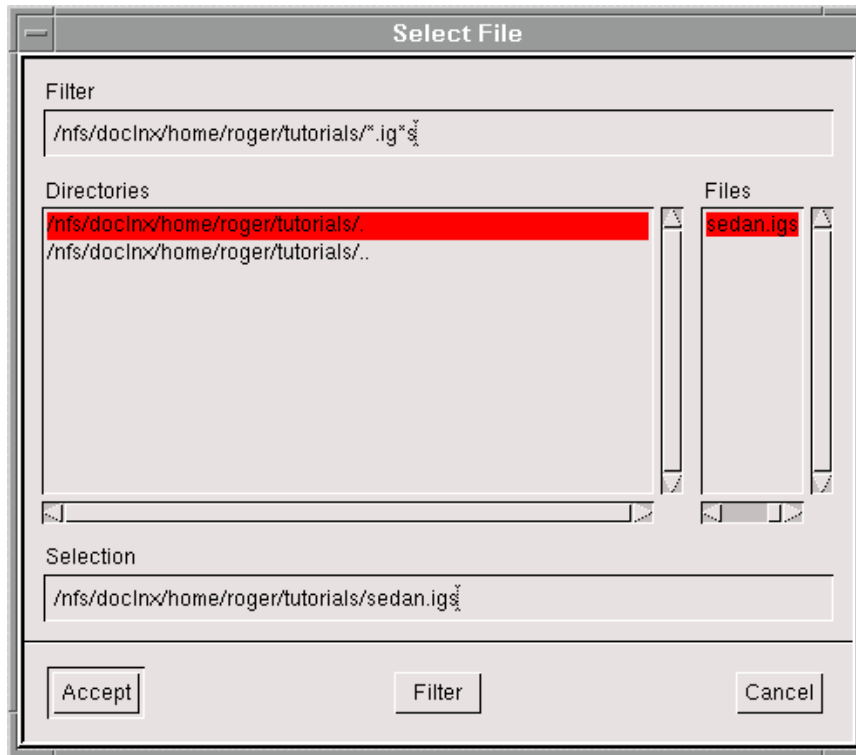 Select File
Filter
/nfs/doclnx/home/roger/tutorials/*.ig*s
Directories
Files
/nfs/doclnx/home/roger/tutorials/.
sedan.igs
/nfs/doclnx/home/roger/tutorials/..
Selection
/nfs/doclnx/home/roger/tutorials/sedan.igs
Accept
Filter
Cancel